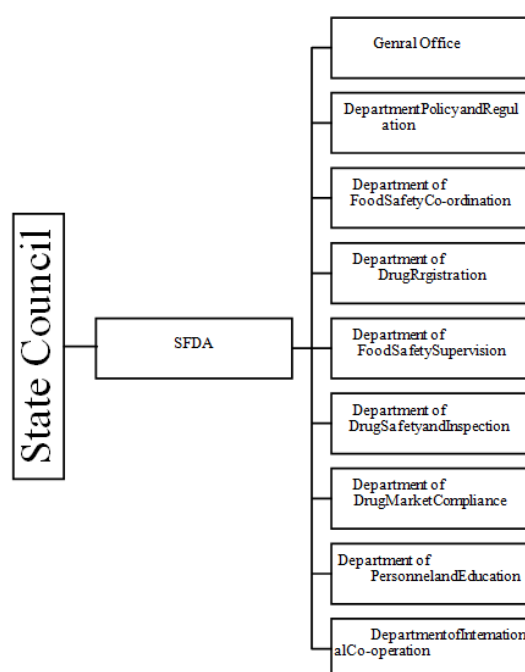 State Council
SFDA
Genral Office
DepartmentPolicyandRegul
ation
Department of
FoodSafetyCo-ordination
Department of
DrugRrgistration
Department of
FoodSafetySupervision
Department of
DrugSafetyandInspection
Department of
DrugMarketCompliance
Department of
PersonnelandEducation
DepartmentofInternation
alCo-operation